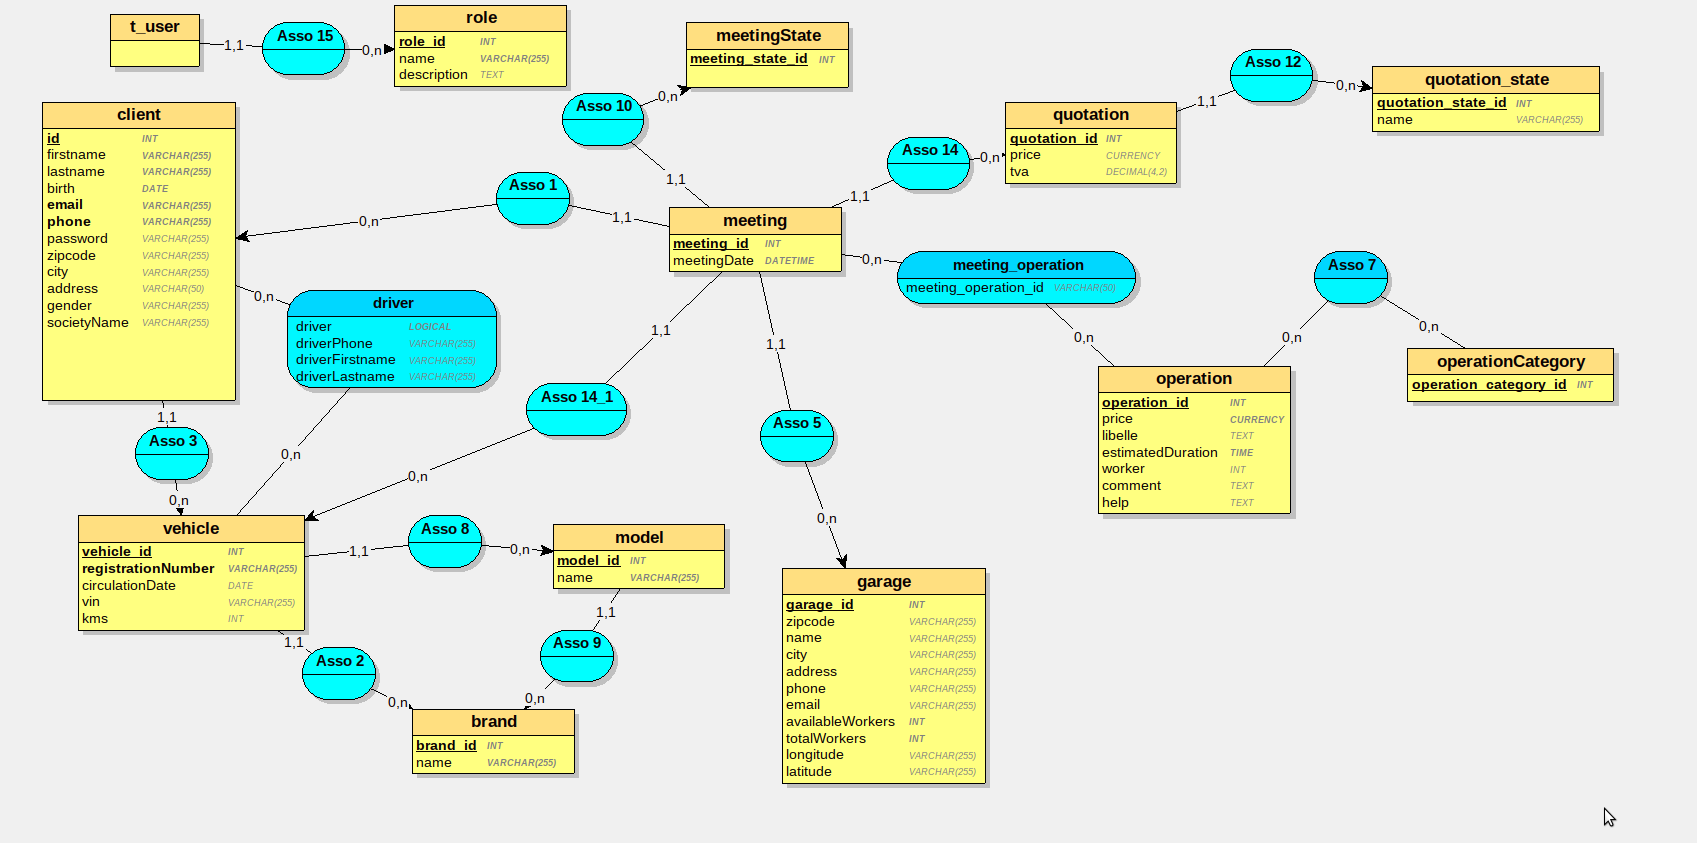 t_user
1,1
Asso 15
0,n
role
role_id INT
name VARCHAR(255)
description TEXT
meetingState
meeting_state_id INT
0,n
Asso 10
1,1
Asso 12
1,1
0,n
quotation_state
quotation_state_id INT
name VARCHAR(255)
quotation
quotation_id INT
price CURRENCY
tva DECIMAL(4,2)
Asso 14
0,n
1,1
client
id INT
firstname VARCHAR(255)
lastname VARCHAR(255)
birth DATE
email VARCHAR(255)
phone VARCHAR(255)
password VARCHAR(255)
zipcode VARCHAR(255)
city VARCHAR(255)
address VARCHAR(50)
gender VARCHAR(255)
societyName VARCHAR(255)
Asso 1
0,n
1,1
meeting
meeting_id INT
meetingDate DATETIME
0,n
meeting_operation
meeting_operation_id VARCHAR(50)
0,n
Asso 7
0,n
0,n
operationCategory
operation_category_id INT
operation
operation_id INT
price CURRENCY
libelle TEXT
estimatedDuration TIME
worker INT
comment TEXT
help TEXT
0,n
driver
driver LOGICAL
driverPhone VARCHAR(255)
driverFirstname VARCHAR(255)
driverLastname VARCHAR(255)
0,n
1,1
Asso 14_1
0,n
1,1
Asso 5
0,n
1,1
Asso 3
0,n
vehicle
vehicle_id INT
registrationNumber VARCHAR(255)
circulationDate DATE
vin VARCHAR(255)
kms INT
1,1
Asso 8
0,n
model
model_id INT
name VARCHAR(255)
1,1
Asso 9
0,n
1,1
Asso 2
0,n
brand
brand_id INT
name VARCHAR(255)
garage
garage_id INT
zipcode VARCHAR(255)
name VARCHAR(255)
city VARCHAR(255)
address VARCHAR(255)
phone VARCHAR(255)
email VARCHAR(255)
availableWorkers INT
totalWorkers INT
longitude VARCHAR(255)
latitude VARCHAR(255)